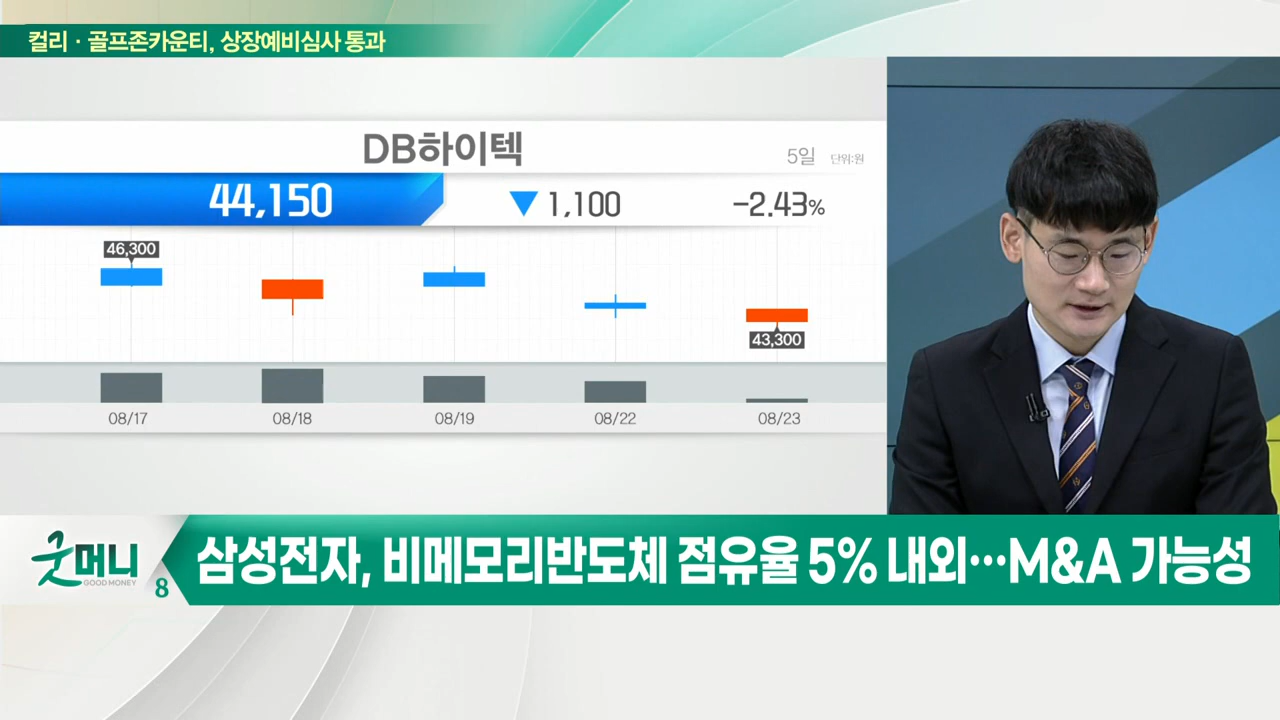 컬리·골프존카운티, 상장예비심사 통과
DB하이텍
5일 단위:원
44,150 ▼ 1,100 -2.43%
46,300
43,300
08/17 08/18 08/19 08/22 08/23
굿머니
GOOD MONEY
8
삼성전자, 비메모리반도체 점유율 5% 내외…M&A 가능성